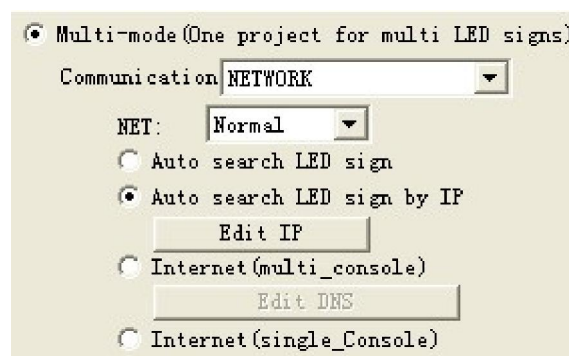 Multi-mode(One project for multi LED signs)
Communication NETWORK
NET: Normal
Auto search LED sign
Auto search LED sign by IP
Edit IP
Internet(multi_console)
Edit DNS
Internet(single_Console)